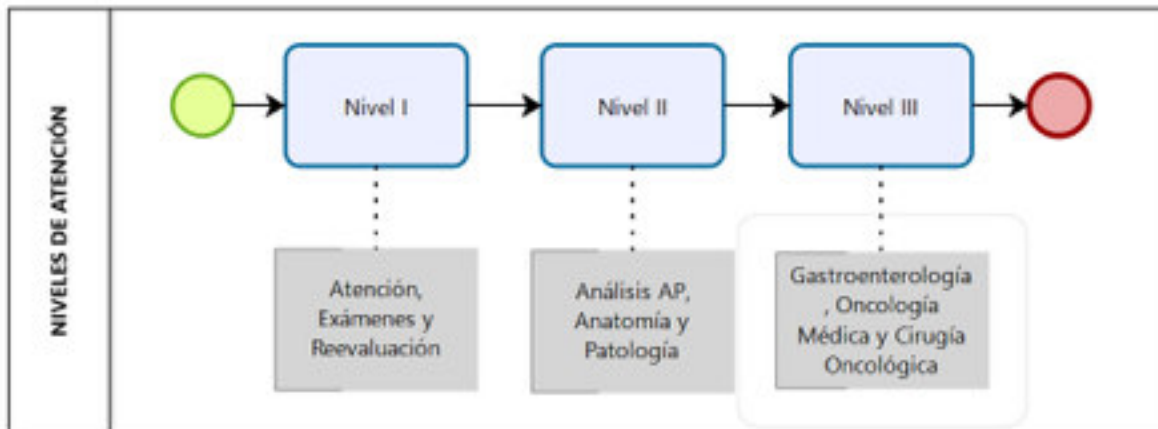 NIVELES DE ATENCIÓN
Nivel I
Nivel II
Nivel III
Atención,
Exámenes y
Reevaluación
Análisis AP,
Anatomía y
Patología
Gastroenterología
, Oncología
Médica y Cirugía
Oncológica